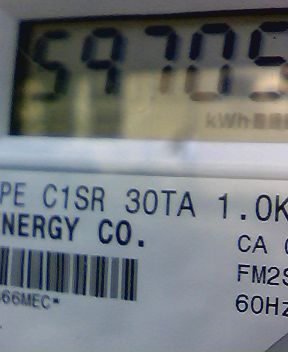 59705
kWh
PE C1SR 30TA 1.0K
NERGY CO.
CA
FM2S
66MEC*
60Hz